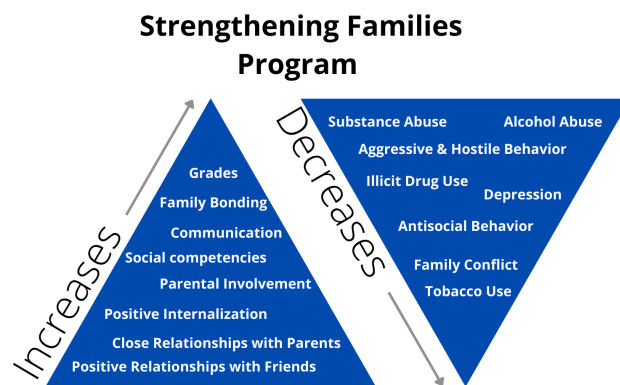 Strengthening Families
Program
Increases
Grades
Family Bonding
Communication
Social competencies
Parental Involvement
Positive Internalization
Close Relationships with Parents
Positive Relationships with Friends
Decreases
Substance Abuse
Alcohol Abuse
Aggressive & Hostile Behavior
Illicit Drug Use
Depression
Antisocial Behavior
Family Conflict
Tobacco Use